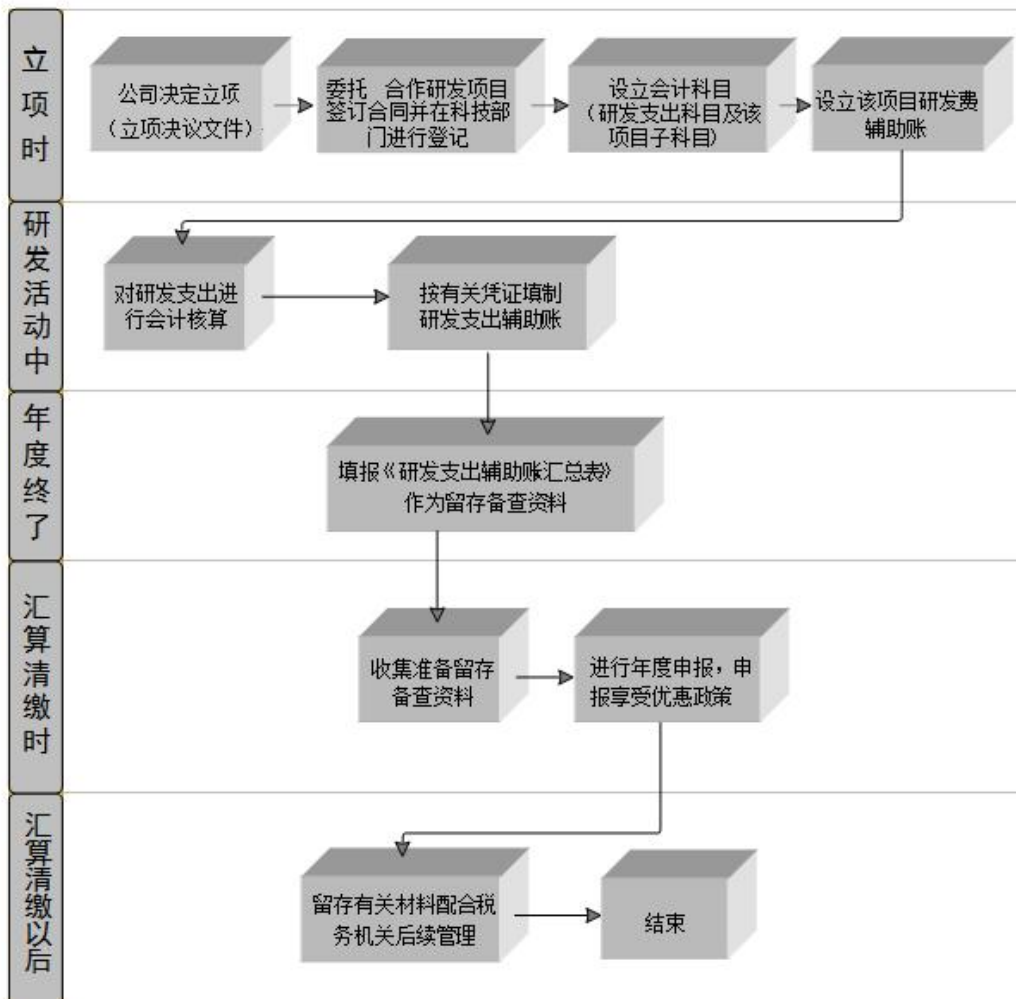 立项时
公司决定立项
（立项决议文件）
委托 合作研发项目
签订合同并在科技部
门进行登记
设立会计科目
（研发支出科目及该
项目子科目）
设立该项目研发费
辅助账
研发活动中
对研发支出进
行会计核算
按有关凭证填制
研发支出辅助账
年度终了
填报《研发支出辅助账汇总表》
作为留存备查资料
汇算清缴时
收集准备留存
备查资料
进行年度申报，申
报享受优惠政策
汇算清缴以后
留存有关材料配合税
务机关后续管理
结束